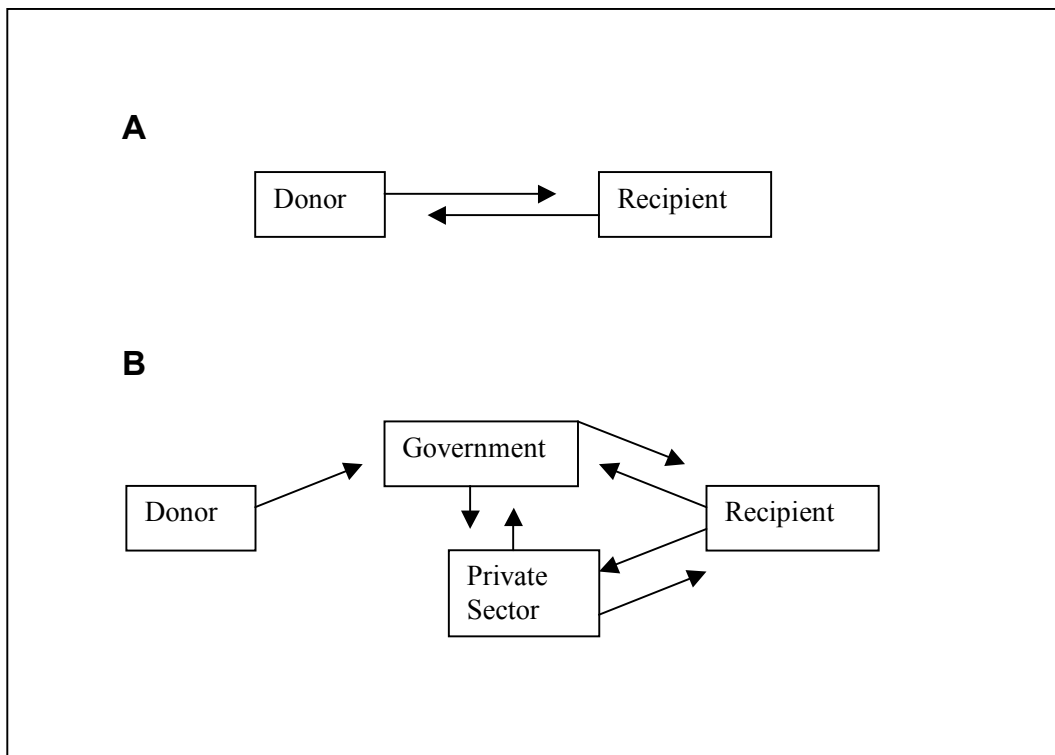 A
Donor
Recipient
B
Government
Donor
Recipient
Private
Sector